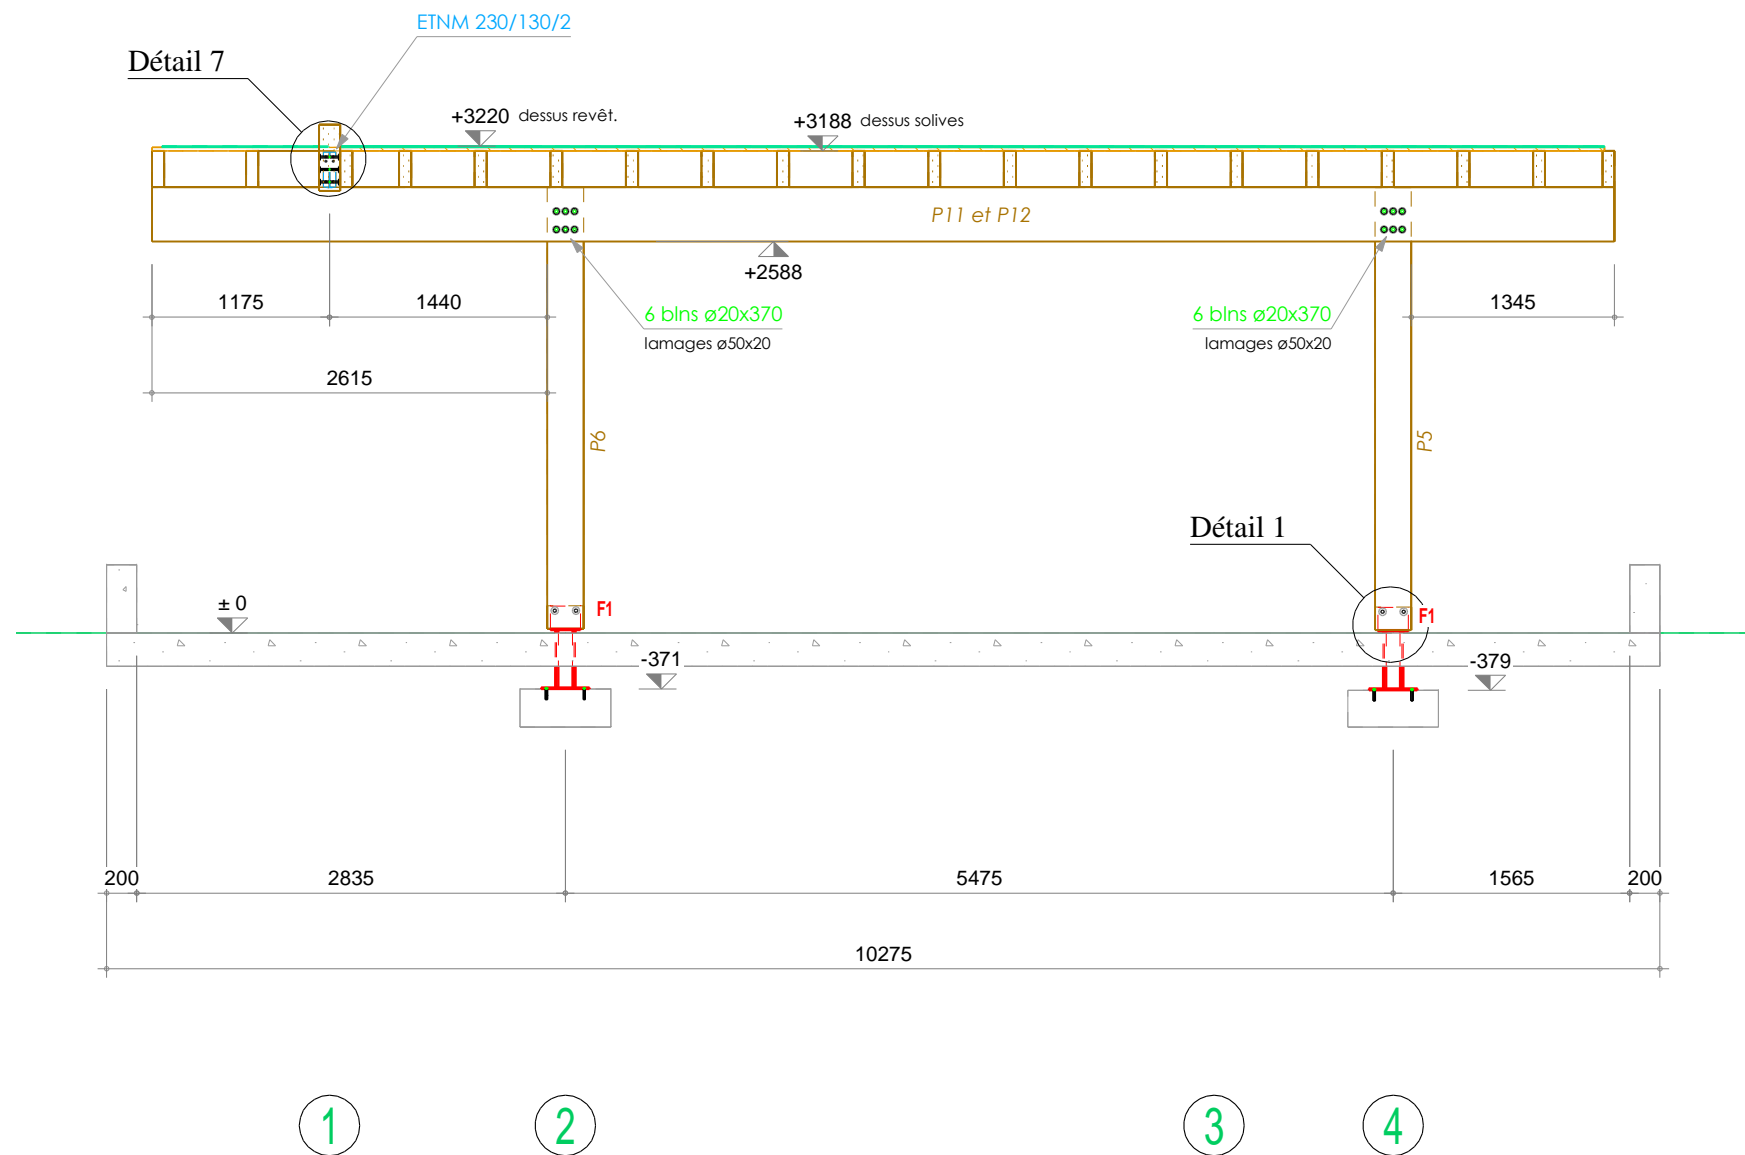 ETNM 230/130/2
Détail 7
+3220 dessus revêt.
+3188 dessus solives
P11 et P12
+2588
1175
1440
1345
6 blns ø20x370
lamages ø50x20
6 blns ø20x370
lamages ø50x20
2615
P6
P5
Détail 1
± 0
F1
F1
-371
-379
200
2835
5475
1565
200
10275
1
2
3
4